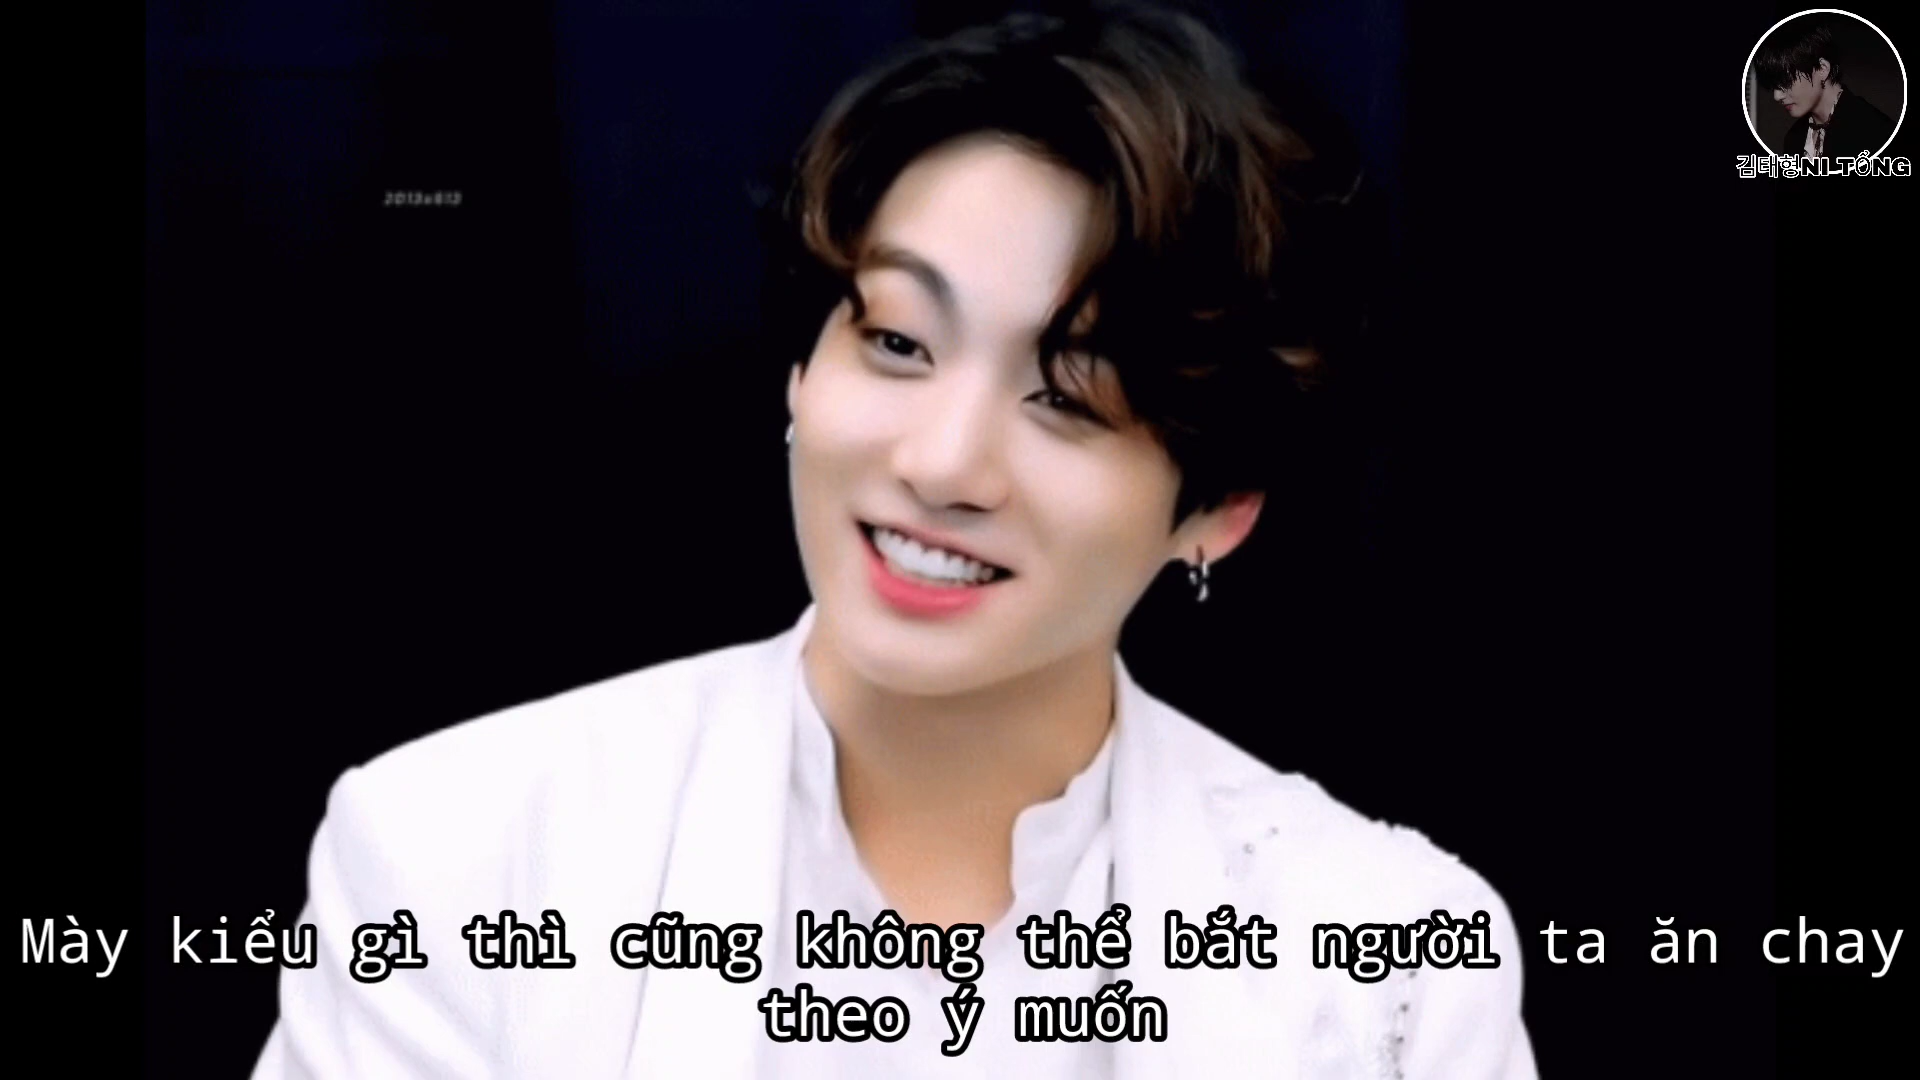 김태형NI TỔNG
Mày kiểu gì thì cũng không thể bắt người ta ăn chay
theo ý muốn